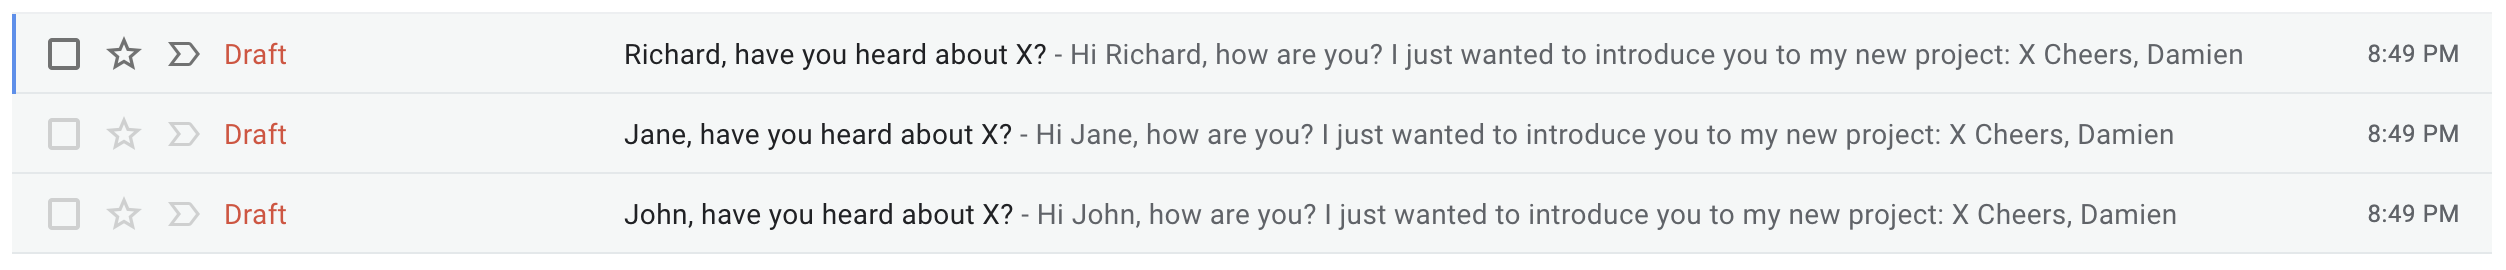 Draft Richard, have you heard about X? - Hi Richard, how are you? I just wanted to introduce you to my new project: X Cheers, Damien 8:49 PM
Draft Jane, have you heard about X? - Hi Jane, how are you? I just wanted to introduce you to my new project: X Cheers, Damien 8:49 PM
Draft John, have you heard about X? - Hi John, how are you? I just wanted to introduce you to my new project: X Cheers, Damien 8:49 PM